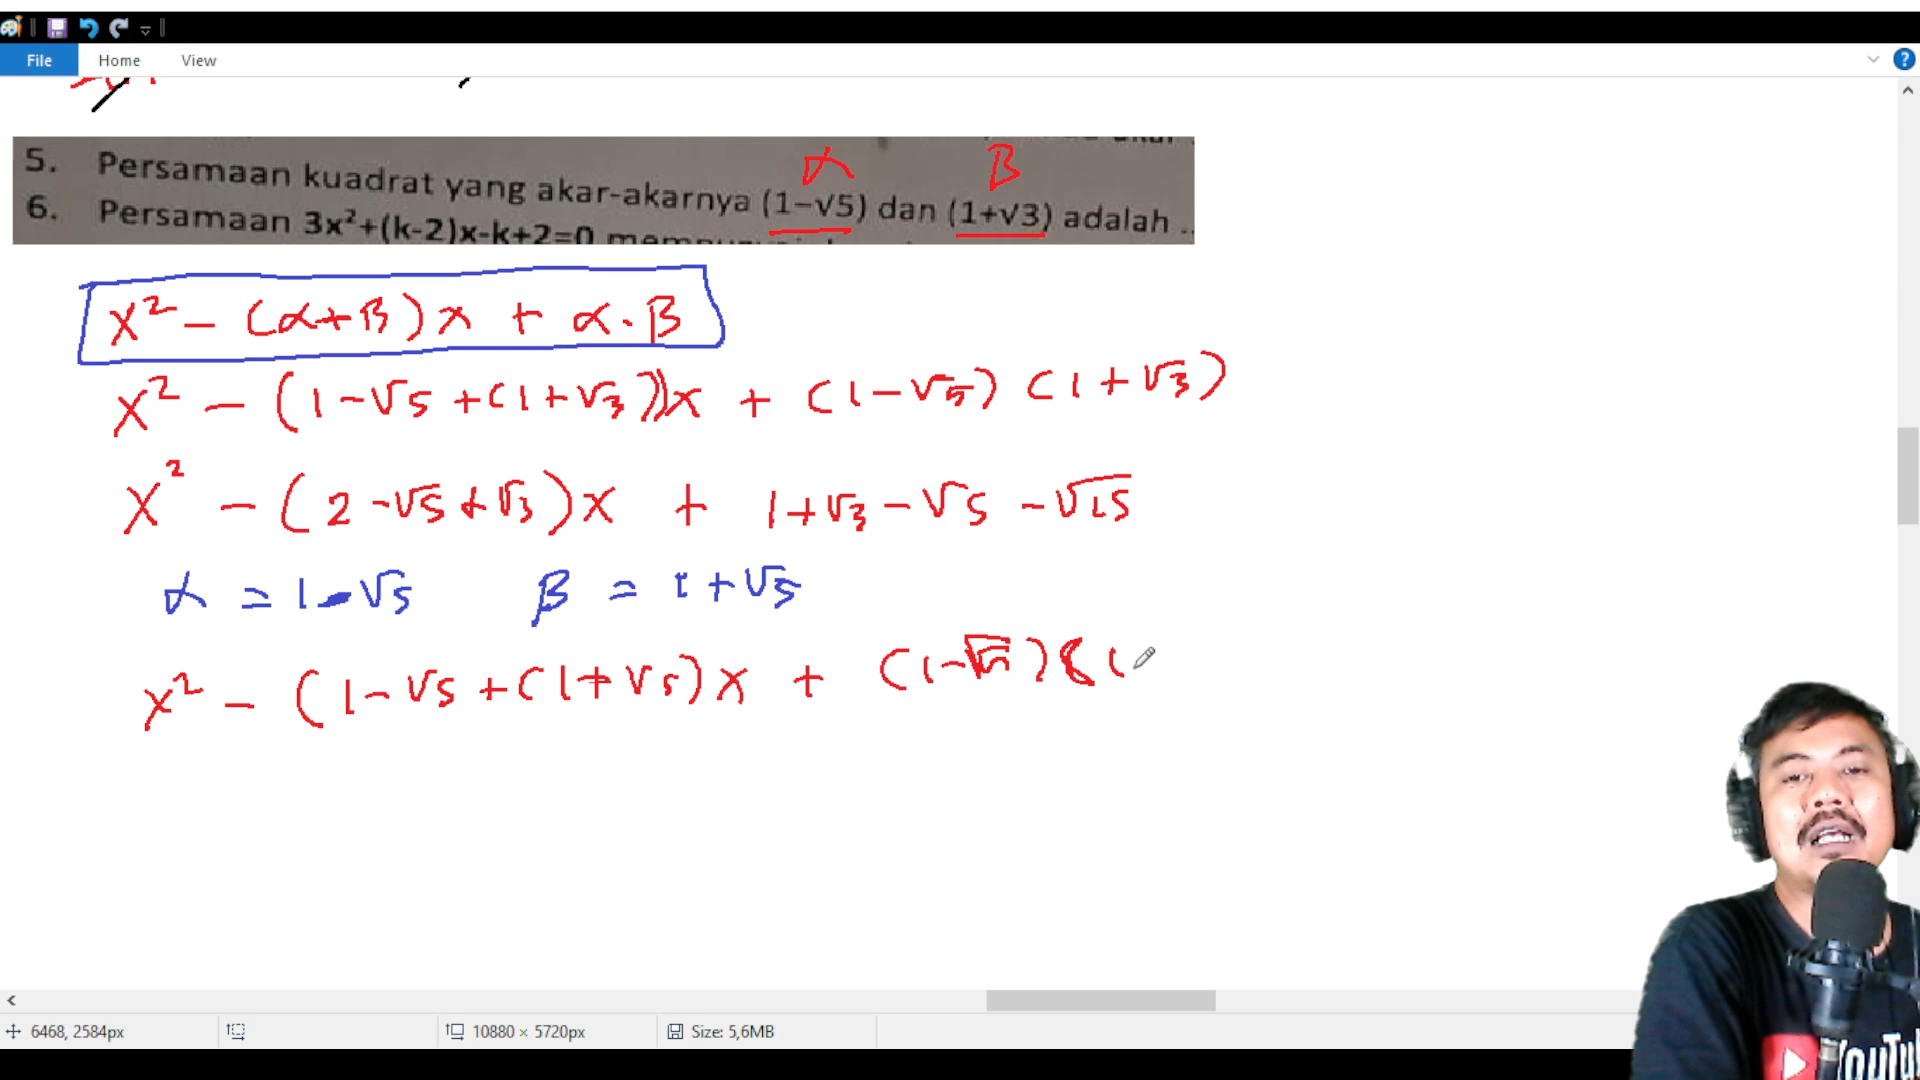 File Home View
5. Persamaan kuadrat yang akar-akarnya (1-√5) dan (1+√3) adalah ..
α B
6. Persamaan 3x²+(k-2)x-k+2=0
x² - (α+B)x + α.B
x² - (1-√5+(1+√3))x + (1-√5) (1+√3)
x² - (2-√5+√3)x + 1+√3-√5-√15
α = 1-√5 β = 1+√5
x² - (1-√5+(1+√5)x + (1-√5)((1
6468, 2584px 10880 × 5720px Size: 5,6MB
YouTu